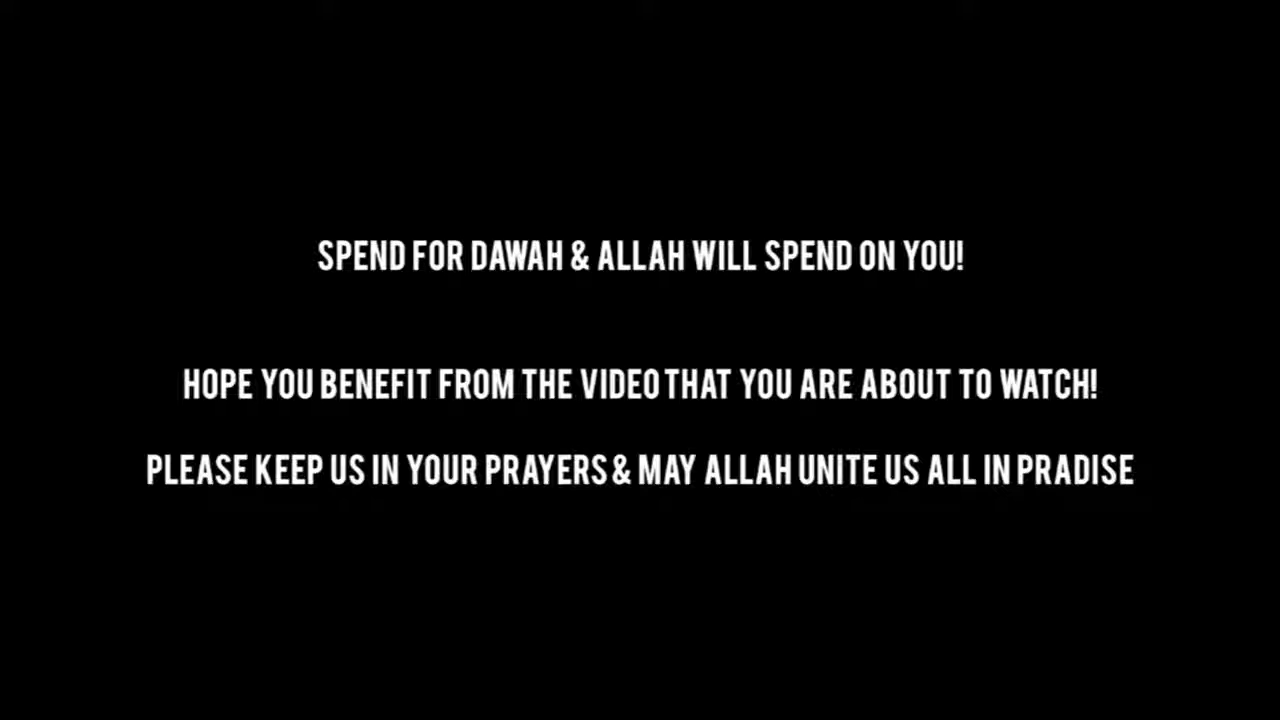 SPEND FOR DAWAH & ALLAH WILL SPEND ON YOU!
HOPE YOU BENEFIT FROM THE VIDEO THAT YOU ARE ABOUT TO WATCH!
PLEASE KEEP US IN YOUR PRAYERS & MAY ALLAH UNITE US ALL IN PRADISE